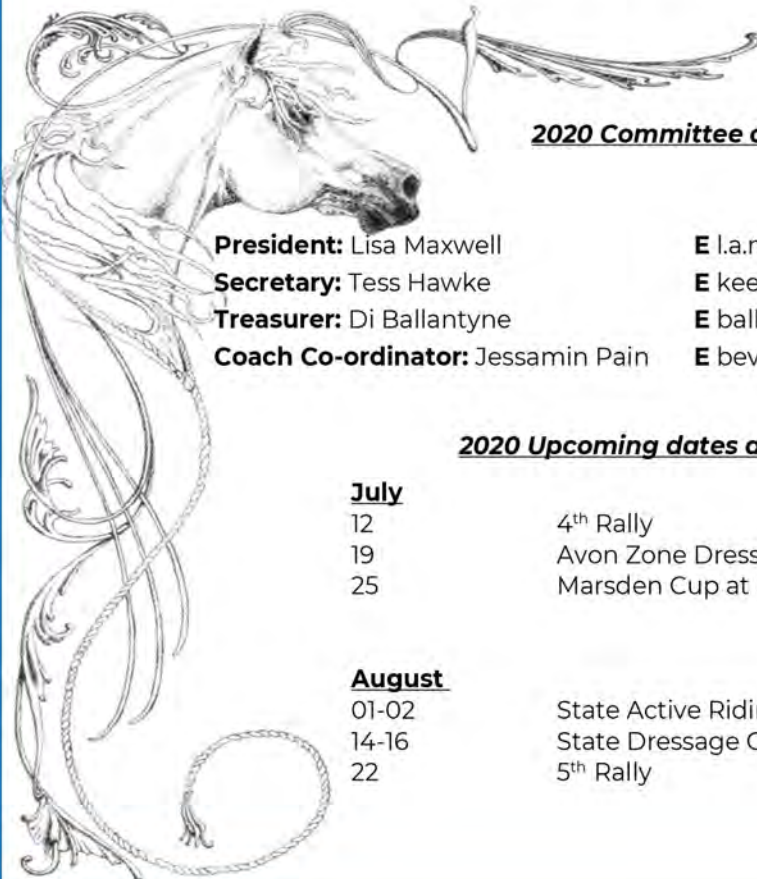 2020 Committee
President: Lisa Maxwell E
Secretary: Tess Hawke E
Treasurer: Di Ballantyne E
Coach Co-ordinator: Jessamin Pain E
2020 Upcoming dates
July
12 4th Rally
19 Avon Zone
25 Marsden Cup at
August
01-02 State Active
14-16 State Dressage
22 5th Rally